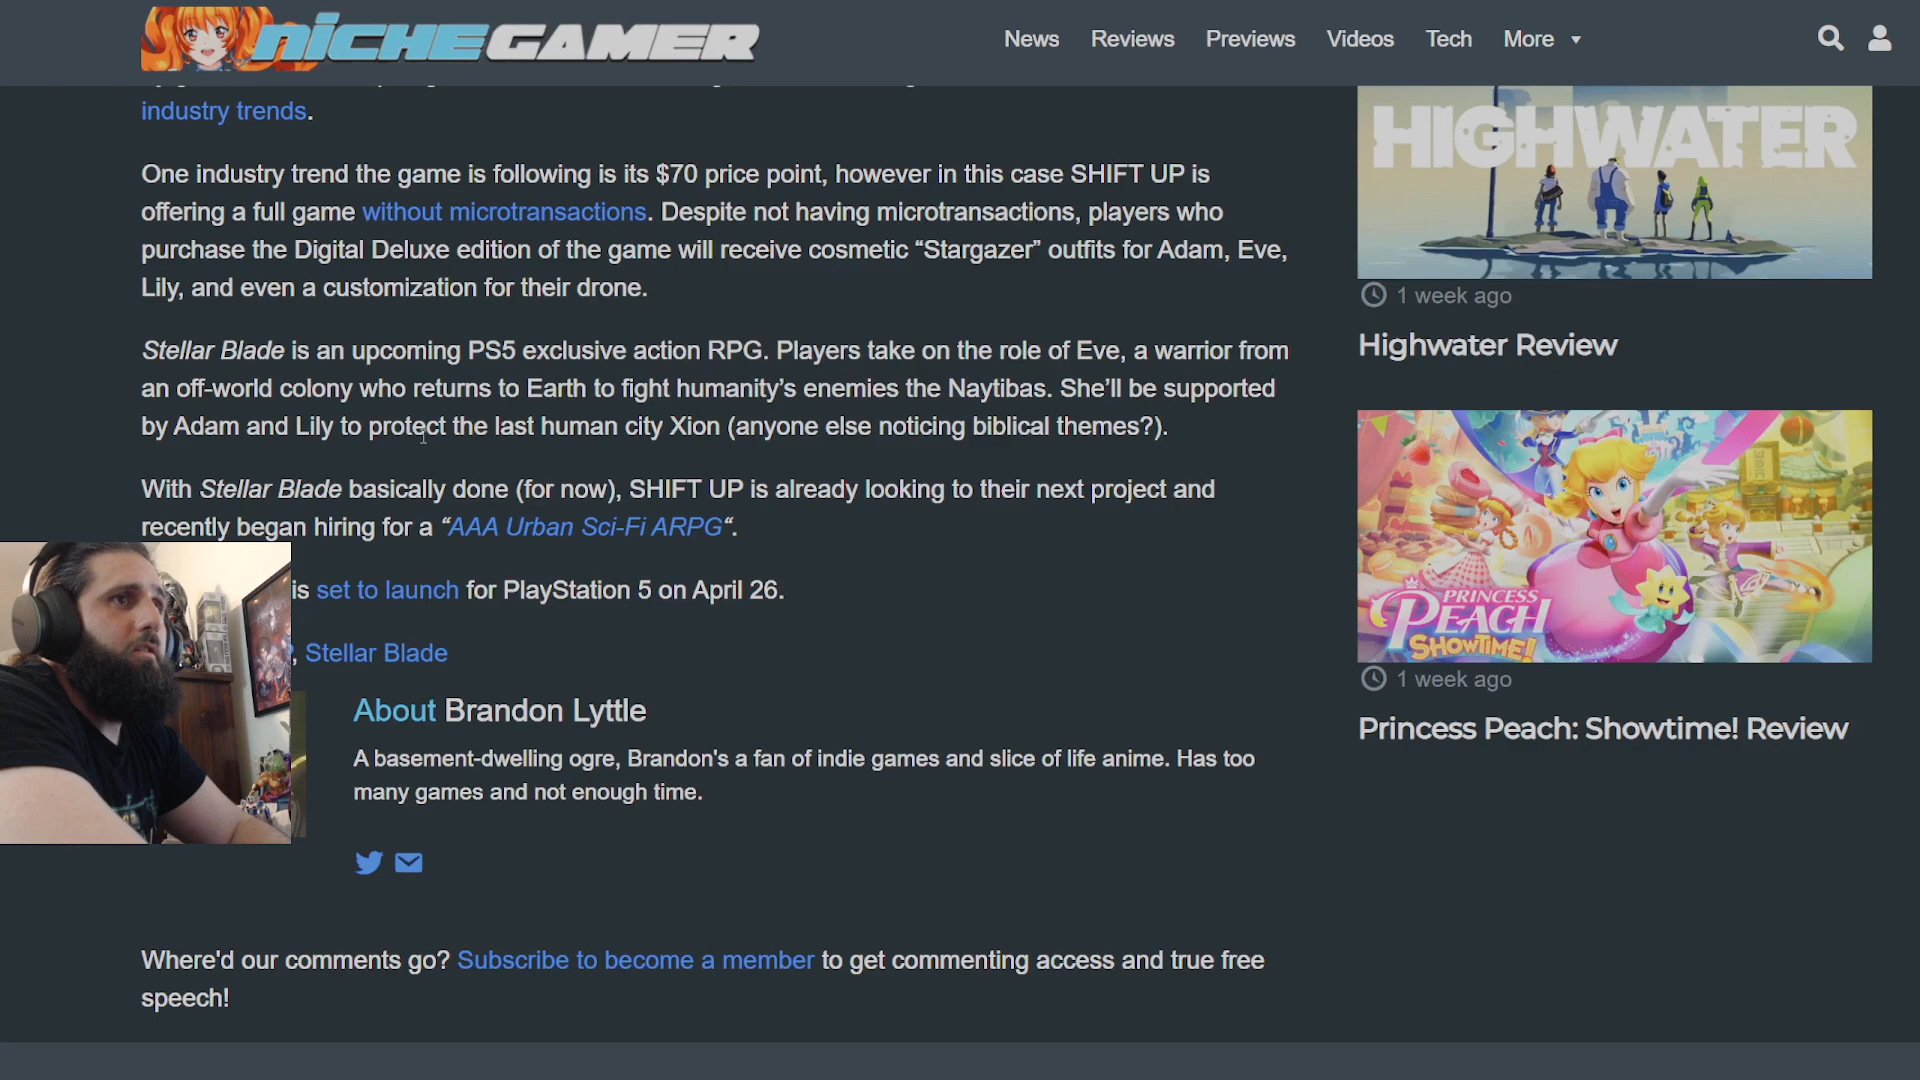 NICHEGAMER
News Reviews Previews Videos Tech More
industry trends.
One industry trend the game is following is its $70 price point, however in this case SHIFT UP is
offering a full game without microtransactions. Despite not having microtransactions, players who
purchase the Digital Deluxe edition of the game will receive cosmetic “Stargazer” outfits for Adam, Eve,
Lily, and even a customization for their drone.
Stellar Blade is an upcoming PS5 exclusive action RPG. Players take on the role of Eve, a warrior from
an off-world colony who returns to Earth to fight humanity’s enemies the Naytibas. She’ll be supported
by Adam and Lily to protect the last human city Xion (anyone else noticing biblical themes?).
With Stellar Blade basically done (for now), SHIFT UP is already looking to their next project and
recently began hiring for a “AAA Urban Sci-Fi ARPG“.
is set to launch for PlayStation 5 on April 26.
, Stellar Blade
About Brandon Lyttle
A basement-dwelling ogre, Brandon's a fan of indie games and slice of life anime. Has too
many games and not enough time.
Where'd our comments go? Subscribe to become a member to get commenting access and true free
speech!
HIGHWATER
1 week ago
Highwater Review
PRINCESS
PEACH
SHOWTIME!
1 week ago
Princess Peach: Showtime! Review